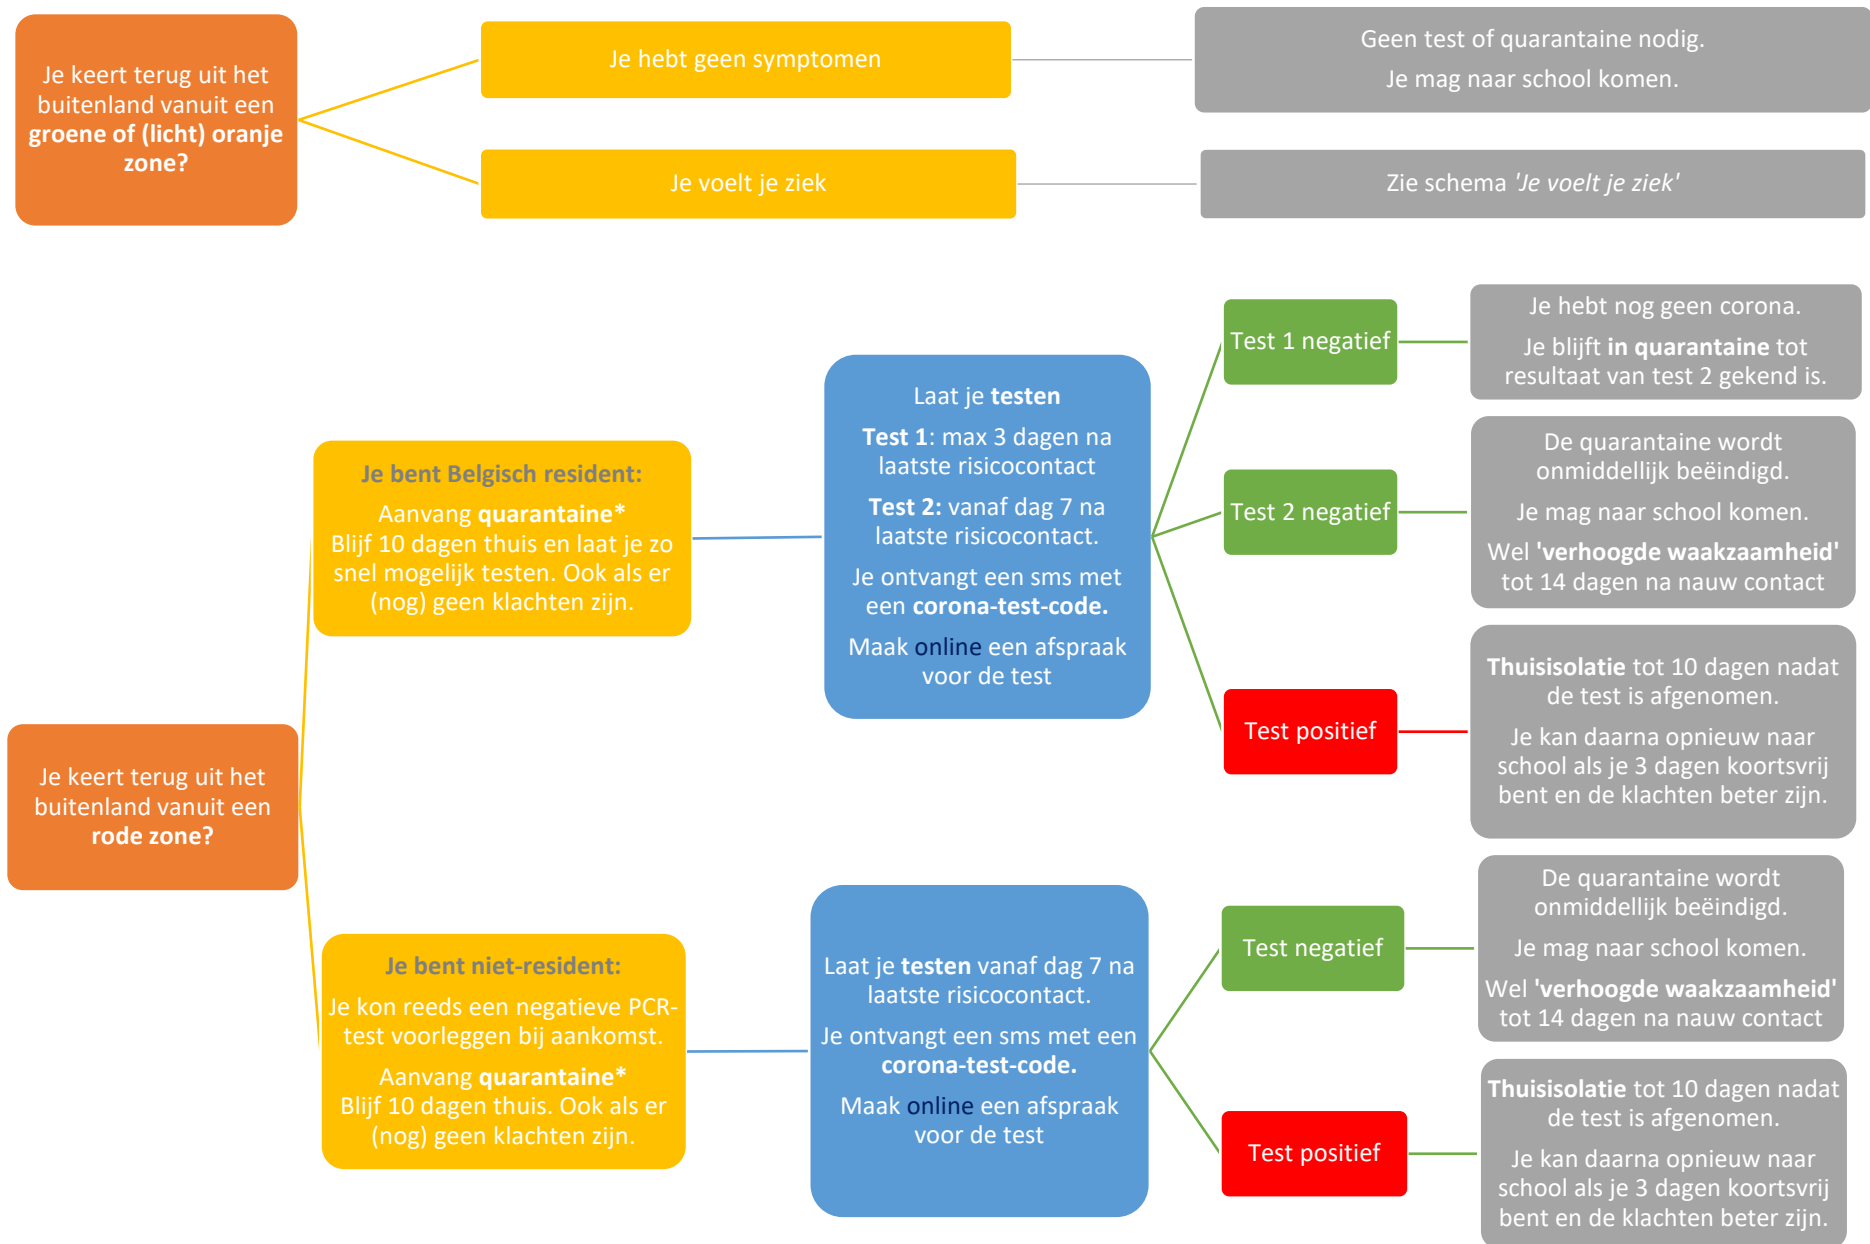 Je keert terug uit het
buitenland vanuit een
groene of (licht) oranje
zone?
Je hebt geen symptomen
Geen test of quarantaine nodig.
Je mag naar school komen.
Je voelt je ziek
Zie schema 'Je voelt je ziek'
Je keert terug uit het
buitenland vanuit een
rode zone?
Je bent Belgisch resident:
Aanvang quarantaine*
Blijf 10 dagen thuis en laat je zo
snel mogelijk testen. Ook als er
(nog) geen klachten zijn.
Laat je testen
Test 1: max 3 dagen na
laatste risicocontact
Test 2: vanaf dag 7 na
laatste risicocontact.
Je ontvangt een sms met
een corona-test-code.
Maak online een afspraak
voor de test
Test 1 negatief
Je hebt nog geen corona.
Je blijft in quarantaine tot
resultaat van test 2 gekend is.
Test 2 negatief
De quarantaine wordt
onmiddellijk beëindigd.
Je mag naar school komen.
Wel 'verhoogde waakzaamheid'
tot 14 dagen na nauw contact
Test positief
Thuisisolatie tot 10 dagen nadat
de test is afgenomen.
Je kan daarna opnieuw naar
school als je 3 dagen koortsvrij
bent en de klachten beter zijn.
Je bent niet-resident:
Je kon reeds een negatieve PCR-
test voorleggen bij aankomst.
Aanvang quarantaine*
Blijf 10 dagen thuis. Ook als er
(nog) geen klachten zijn.
Laat je testen vanaf dag 7 na
laatste risicocontact.
Je ontvangt een sms met een
corona-test-code.
Maak online een afspraak
voor de test
Test negatief
De quarantaine wordt
onmiddellijk beëindigd.
Je mag naar school komen.
Wel 'verhoogde waakzaamheid'
tot 14 dagen na nauw contact
Test positief
Thuisisolatie tot 10 dagen nadat
de test is afgenomen.
Je kan daarna opnieuw naar
school als je 3 dagen koortsvrij
bent en de klachten beter zijn.